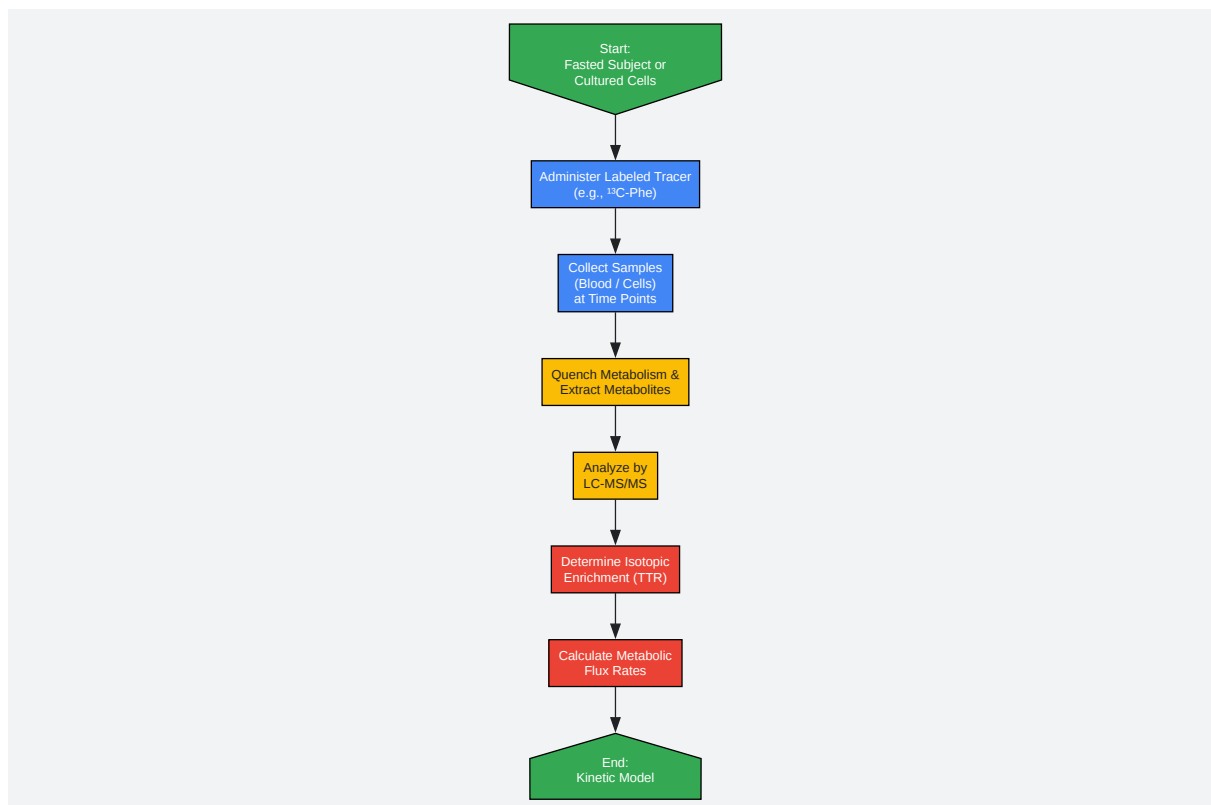 Start:
Fasted Subject or
Cultured Cells
Administer Labeled Tracer
(e.g., ¹³C-Phe)
Collect Samples
(Blood / Cells)
at Time Points
Quench Metabolism &
Extract Metabolites
Analyze by
LC-MS/MS
Determine Isotopic
Enrichment (TTR)
Calculate Metabolic
Flux Rates
End:
Kinetic Model